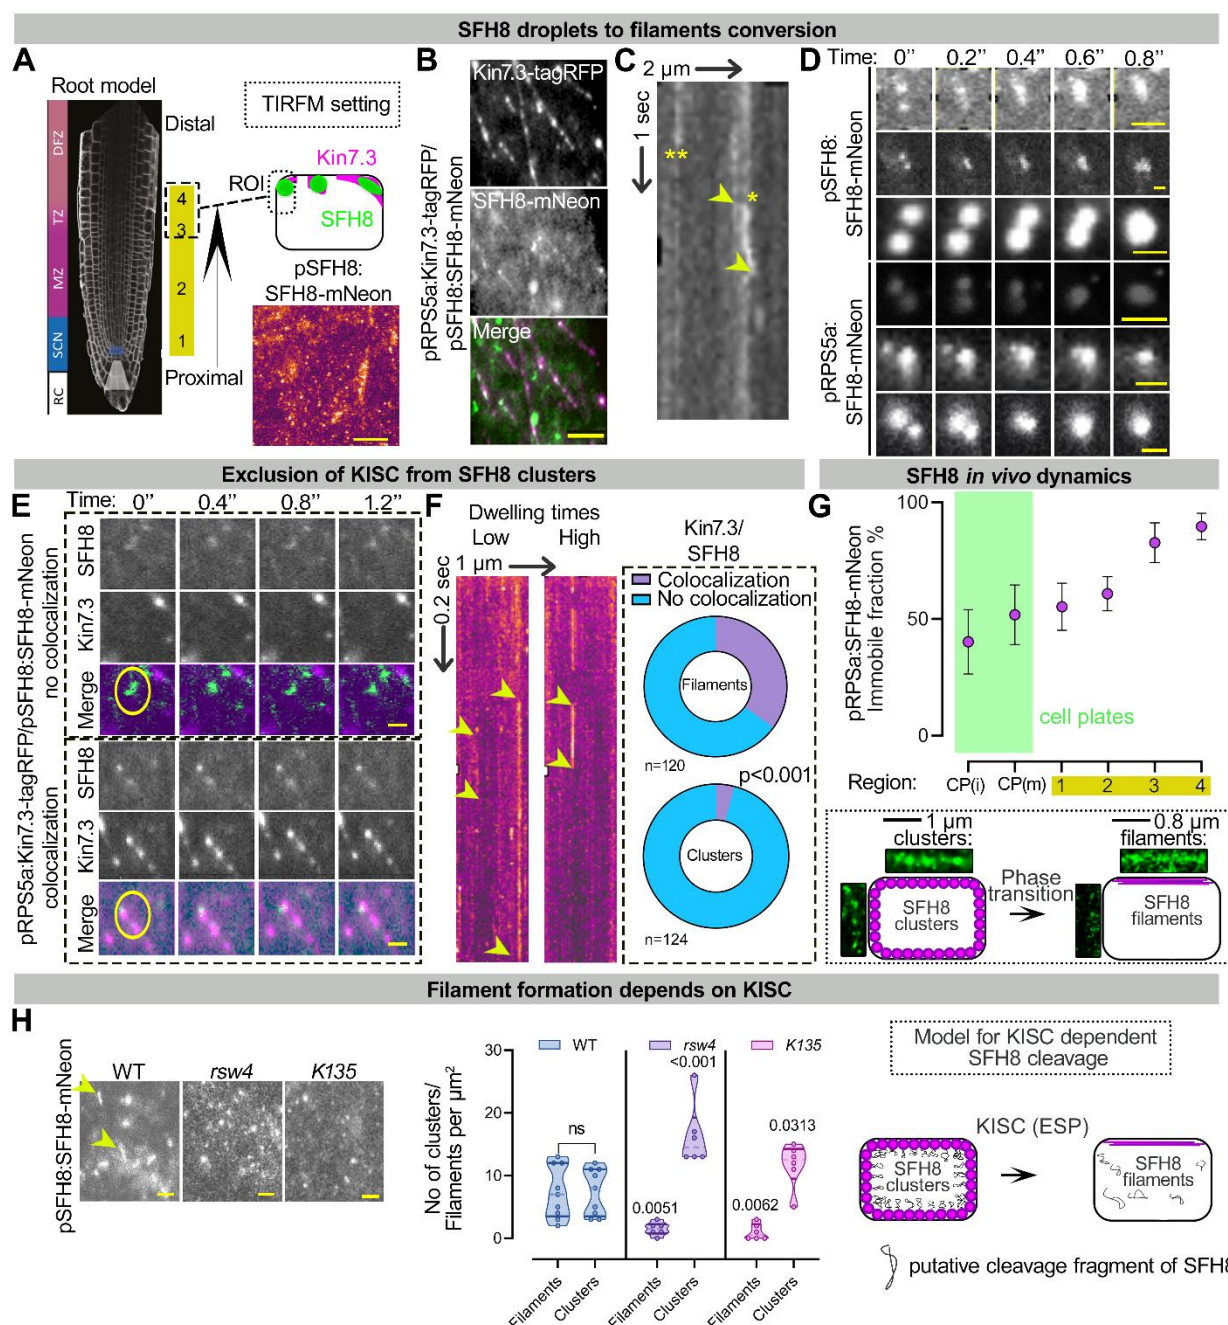 SFH8 droplets to filaments conversion
A
Root model
DFZ
TZ
MZ
SCN
RC
Distal
4
3
2
1
Proximal
TIRFM setting
Kin7.3
ROI
SFH8
pSFH8:
SFH8-mNeon
B
pRPS5a:Kin7.3-tagRFP/
pSFH8:SFH8-mNeon
Kin7.3-tagRFP
SFH8-mNeon
Merge
C
2 µm
1 sec
**
*
D
Time: 0’’ 0.2’’ 0.4’’ 0.6’’ 0.8’’
pSFH8:
SFH8-mNeon
pRPS5a:
SFH8-mNeon
Exclusion of KISC from SFH8 clusters
E
Time: 0’’ 0.4’’ 0.8’’ 1.2’’
pRPS5a:Kin7.3-tagRFP/pSFH8:SFH8-mNeon
no colocalization
SFH8
Kin7.3
Merge
colocalization
SFH8
Kin7.3
Merge
F
Dwelling times
Low High
1 µm
0.2 sec
Kin7.3/
SFH8
Colocalization
No colocalization
Filaments
n=120
p<0.001
Clusters
n=124
SFH8 in vivo dynamics
G
pRPS5a:SFH8-mNeon
Immobile fraction %
100
50
0
cell plates
Region: CP(i) CP(m) 1 2 3 4
1 µm
clusters:
0.8 µm
filaments:
SFH8
clusters
Phase
transition
SFH8
filaments
Filament formation depends on KISC
H
pSFH8:SFH8-mNeon
WT rsw4 K135
No of clusters/
Filaments per µm²
30
20
10
0
WT rsw4 K135
ns
0.0051
<0.001
0.0062
0.0313
Filaments
Clusters
Filaments
Clusters
Filaments
Clusters
Model for KISC dependent
SFH8 cleavage
KISC (ESP)
SFH8
clusters
SFH8
filaments
putative cleavage fragment of SFH8